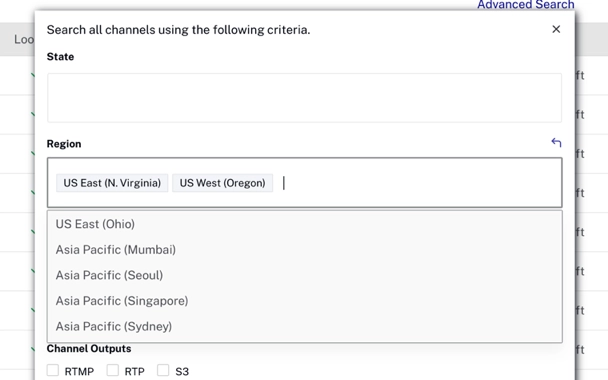 Advanced Search
Search all channels using the following criteria.
Loo
State
ft
Region
ft
US East (N. Virginia) US West (Oregon)
ft
US East (Ohio)
ft
Asia Pacific (Mumbai)
ft
Asia Pacific (Seoul)
Asia Pacific (Singapore)
ft
Asia Pacific (Sydney)
ft
Channel Outputs
RTMP RTP S3
ft